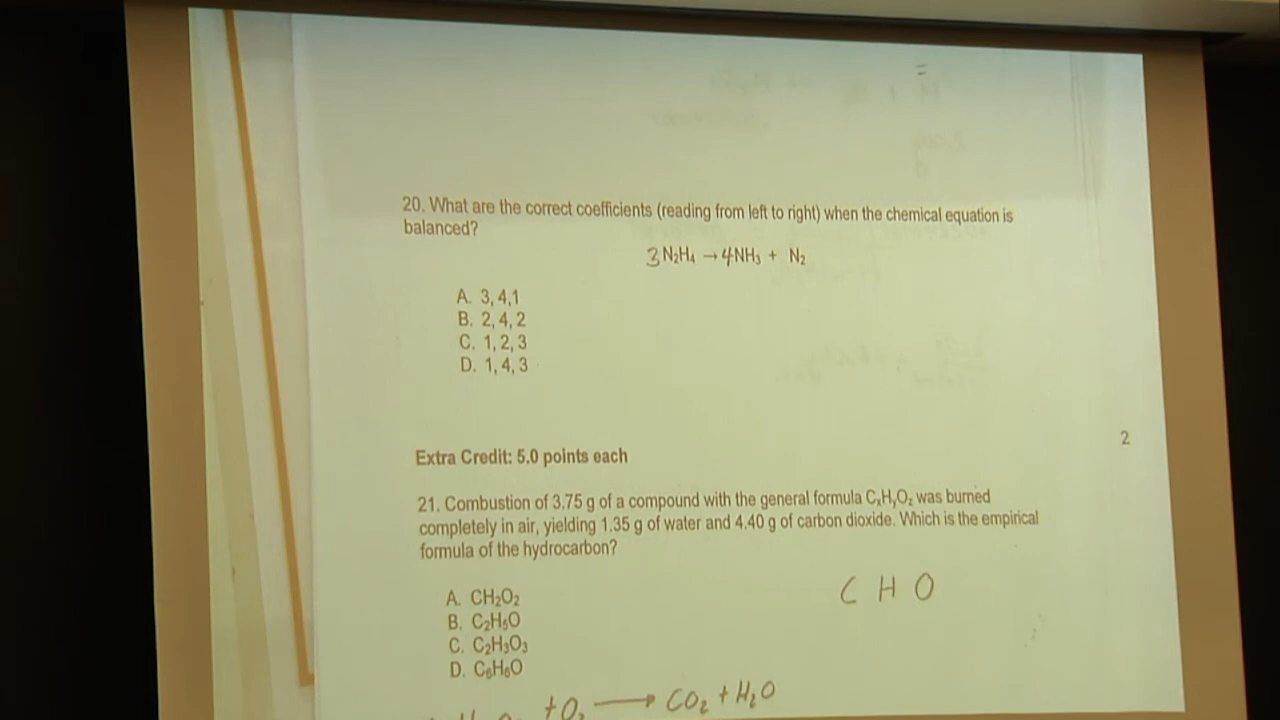 20. What are the correct coefficients (reading from left to right) when the chemical equation is
balanced?
3 N₂H₄ → 4 NH₃ + N₂
A. 3, 4, 1
B. 2, 4, 2
C. 1, 2, 3
D. 1, 4, 3
2
Extra Credit: 5.0 points each
21. Combustion of 3.75 g of a compound with the general formula CₓHᵧO₂ was burned
completely in air, yielding 1.35 g of water and 4.40 g of carbon dioxide. Which is the empirical
formula of the hydrocarbon?
C H O
A. CH₂O₂
B. C₂H₅O
C. C₂H₃O₃
D. C₆H₆O
+O₂ → CO₂ + H₂O